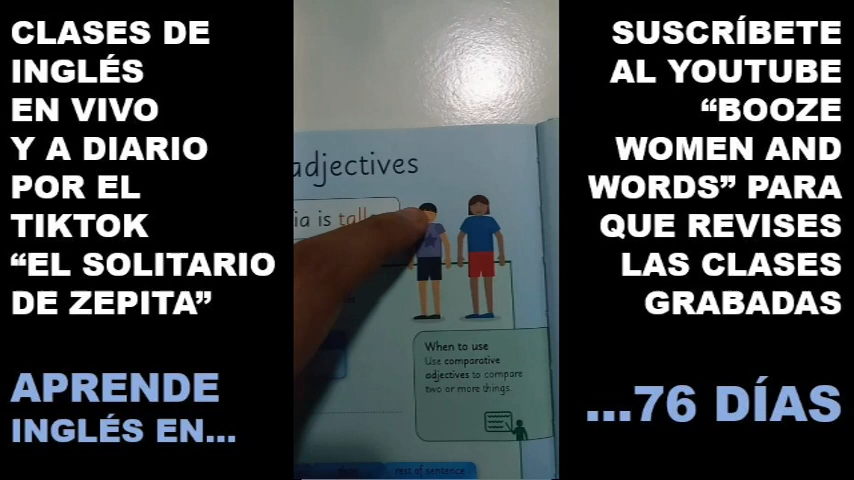 CLASES DE
INGLÉS
EN VIVO
Y A DIARIO
POR EL
TIKTOK
“EL SOLITARIO
DE ZEPITA”
APRENDE
INGLÉS EN...
adjectives
ia is tall
When to use
Use comparative
adjectives to compare
two or more things.
rest of sentence
SUSCRÍBETE
AL YOUTUBE
“BOOZE
WOMEN AND
WORDS” PARA
QUE REVISES
LAS CLASES
GRABADAS
...76 DÍAS